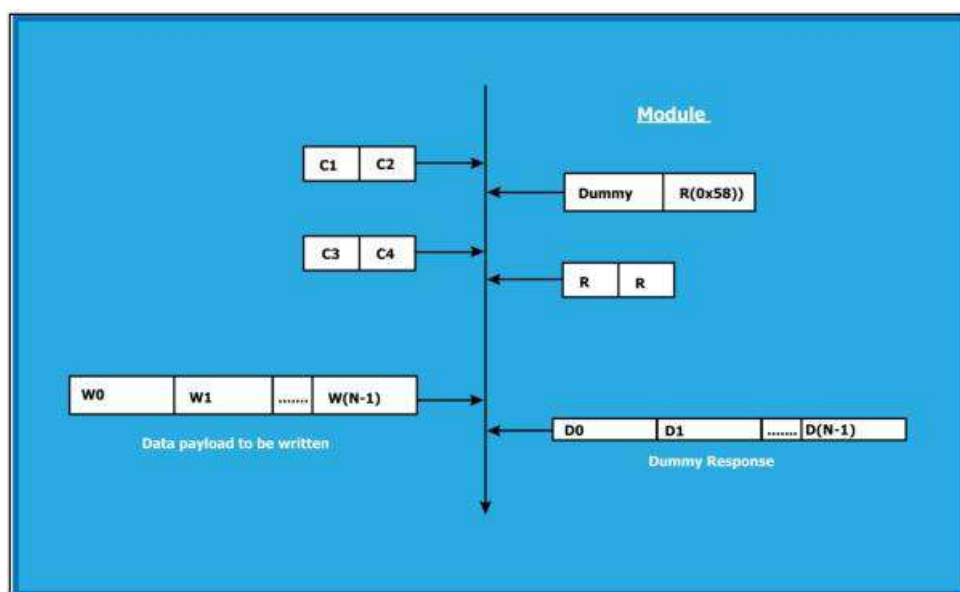 Module
C1 C2
Dummy R(0x58))
C3 C4
R R
W0 W1 ....... W(N-1)
D0 D1 ....... D(N-1)
Data payload to be written
Dummy Response